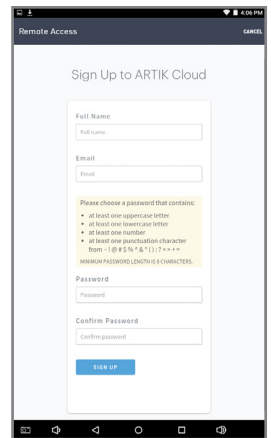 4:06 PM
Remote Access
CANCEL
Sign Up to ARTIK Cloud
Full Name
Full name
Email
Email
Please choose a password that contains:
• at least one uppercase letter
• at least one lowercase letter
• at least one number
• at least one punctuation character
from ~ ! @ # $ % ^ & * ( ) ; ? < > + =
MINIMUM PASSWORD LENGTH IS 8 CHARACTERS.
Password
Password
Confirm Password
Confirm password
SIGN UP